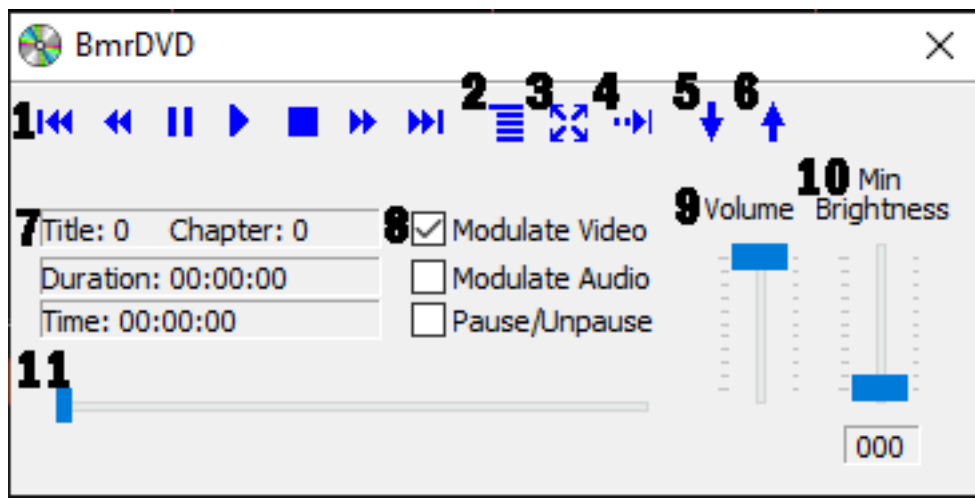 BmrDVD
1 2 3 4 5 6
7 Title: 0 Chapter: 0
Duration: 00:00:00
Time: 00:00:00
8 Modulate Video
Modulate Audio
Pause/Unpause
9 Volume
10 Min
Brightness
000
11